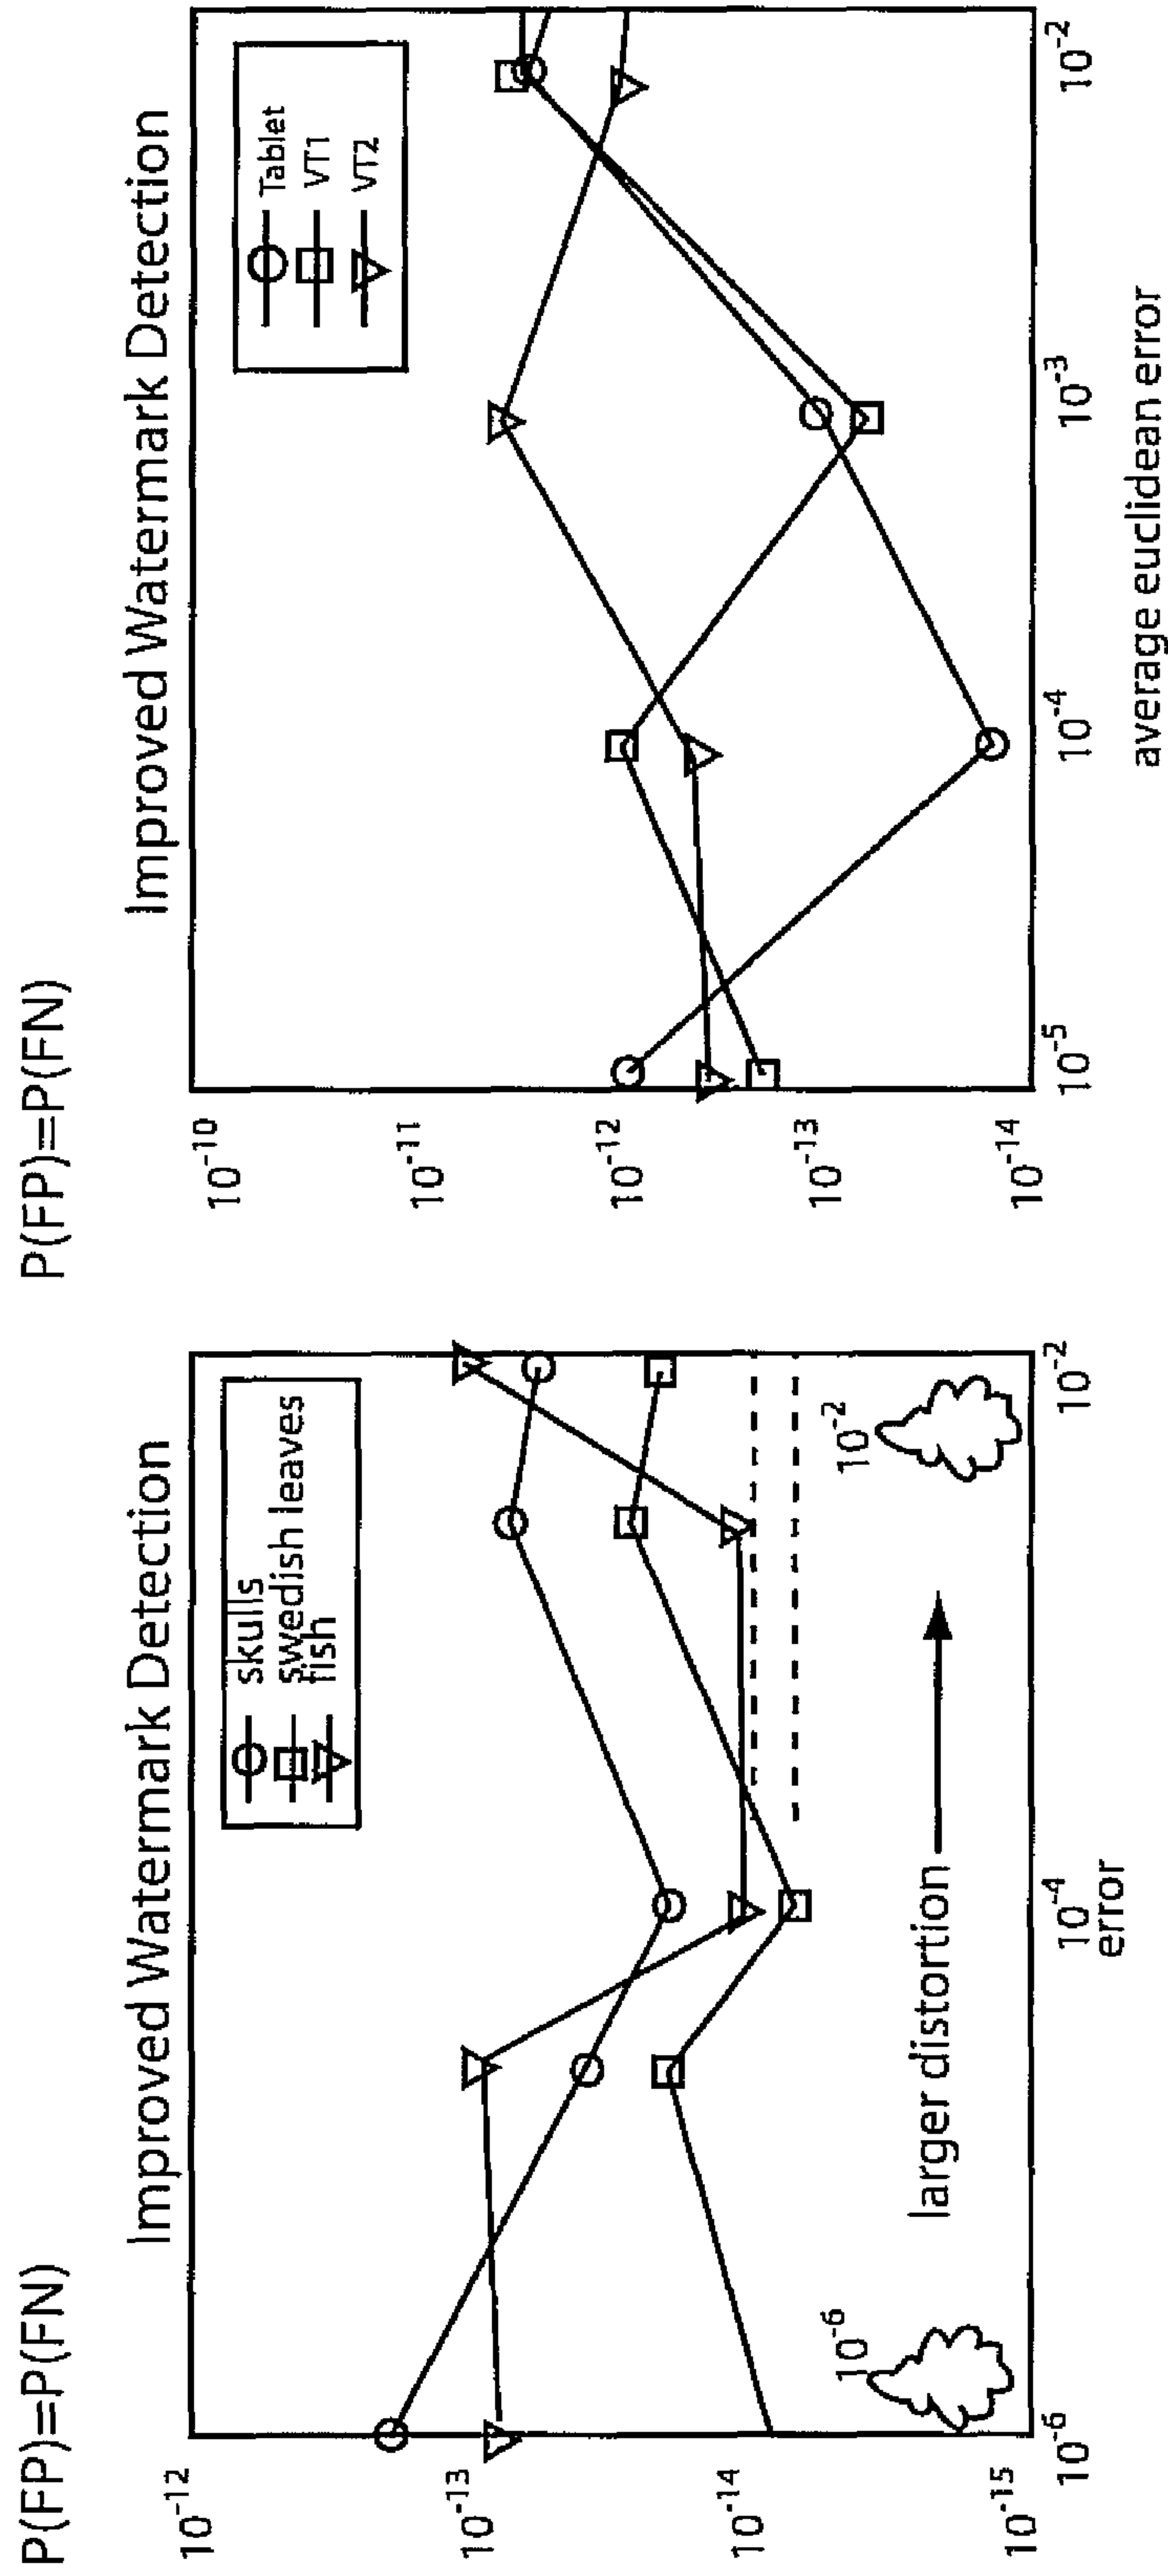 P(FP)=P(FN)
Improved Watermark Detection
10-12
10-13
10-14
10-15
skulls
swedish leaves
fish
10-6
10-2
larger distortion
10-6
10-4
10-2
error
P(FP)=P(FN)
Improved Watermark Detection
10-10
10-11
10-12
10-13
10-14
Tablet
VT1
VT2
10-5
10-4
10-3
10-2
average euclidean error